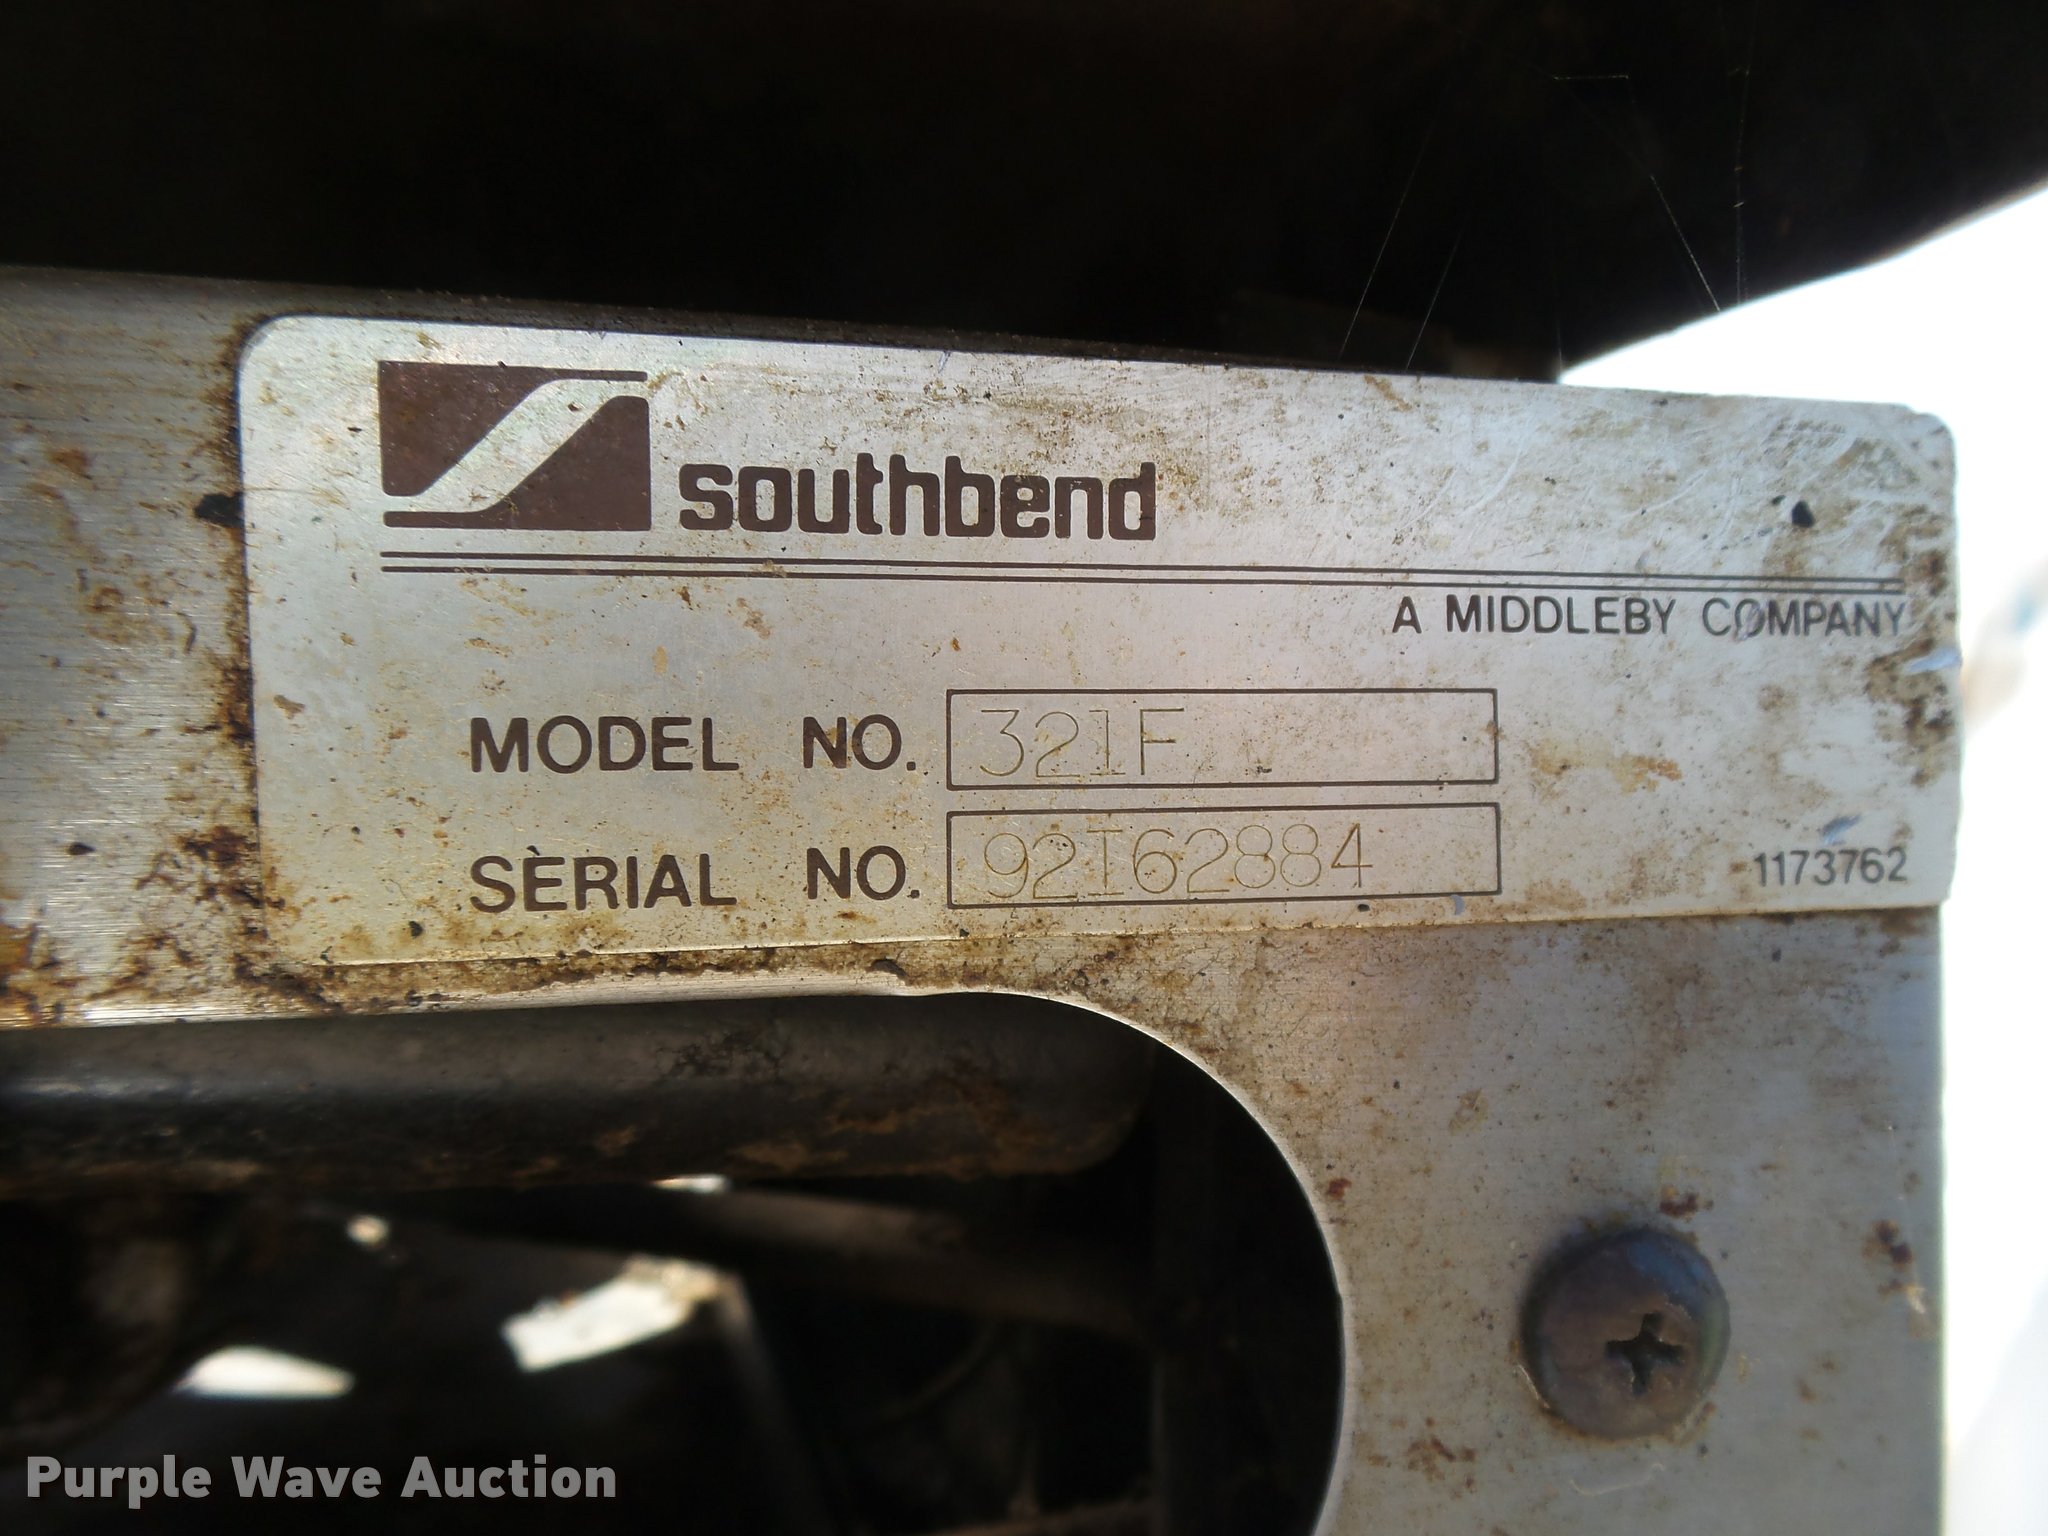 southbend
A MIDDLEBY COMPANY
MODEL NO. 321F
SERIAL NO. 92I62884
1173762
Purple Wave Auction